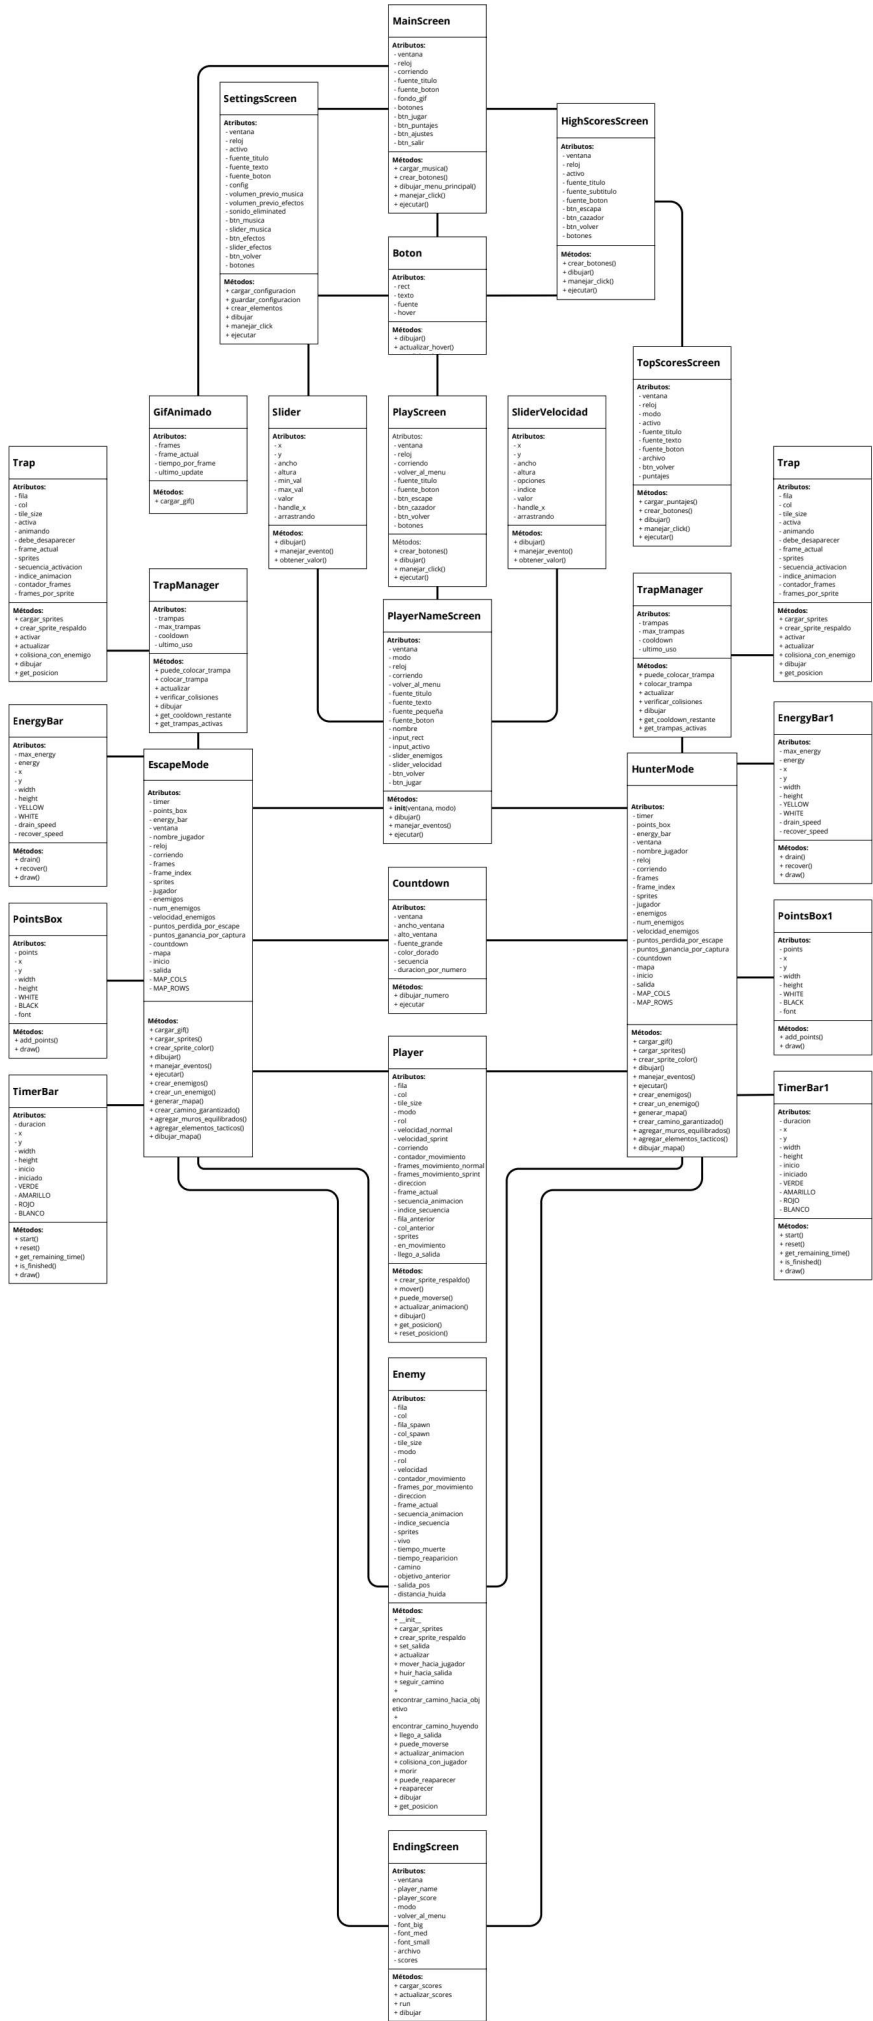 MainScreen
Atributos:
- ventana
- reloj
- corriendo
- fuente_titulo
- fuente_boton
- fondo_gif
- botones
- btn_jugar
- btn_puntajes
- btn_ajustes
- btn_salir
Métodos:
+ cargar_musica()
+ crear_botones()
+ dibujar_menu_principal()
+ manejar_click()
+ ejecutar()
SettingsScreen
Atributos:
- ventana
- reloj
- activo
- fuente_titulo
- fuente_texto
- fuente_boton
- config
- volumen_previo_musica
- volumen_previo_efectos
- sonido_eliminated
- btn_musica
- slider_musica
- btn_efectos
- slider_efectos
- btn_volver
- botones
Métodos:
+ cargar_configuracion
+ guardar_configuracion
+ crear_elementos
+ dibujar
+ manejar_click
+ ejecutar
HighScoresScreen
Atributos:
- ventana
- reloj
- activo
- fuente_titulo
- fuente_subtitulo
- fuente_boton
- btn_escapa
- btn_cazador
- btn_volver
- botones
Métodos:
+ crear_botones()
+ dibujar()
+ manejar_click()
+ ejecutar()
Boton
Atributos:
- rect
- texto
- fuente
- hover
Métodos:
+ dibujar()
+ actualizar_hover()
TopScoresScreen
Atributos:
- ventana
- reloj
- modo
- activo
- fuente_titulo
- fuente_texto
- fuente_boton
- archivo
- btn_volver
- puntajes
Métodos:
+ cargar_puntajes()
+ crear_botones()
+ dibujar()
+ manejar_click()
+ ejecutar()
GifAnimado
Atributos:
- frames
- frame_actual
- tiempo_por_frame
- ultimo_update
Métodos:
+ cargar_gif()
Slider
Atributos:
- x
- y
- ancho
- altura
- min_val
- max_val
- valor
- handle_x
- arrastrando
Métodos:
+ dibujar()
+ manejar_evento()
+ obtener_valor()
PlayScreen
Atributos:
- ventana
- reloj
- corriendo
- volver_al_menu
- fuente_titulo
- fuente_boton
- btn_escape
- btn_cazador
- btn_volver
- botones
Métodos:
+ crear_botones()
+ dibujar()
+ manejar_click()
+ ejecutar()
SliderVelocidad
Atributos:
- x
- y
- ancho
- altura
- opciones
- indice
- valor
- handle_x
- arrastrando
Métodos:
+ dibujar()
+ manejar_evento()
+ obtener_valor()
Trap
Atributos:
- fila
- col
- tile_size
- activa
- animando
- debe_desaparecer
- frame_actual
- sprites
- secuencia_activacion
- indice_animacion
- contador_frames
- frames_por_sprite
Métodos:
+ cargar_sprites
+ crear_sprite_respaldo
+ activar
+ actualizar
+ colisiona_con_enemigo
+ dibujar
+ get_posicion
Trap
Atributos:
- fila
- col
- tile_size
- activa
- animando
- debe_desaparecer
- frame_actual
- sprites
- secuencia_activacion
- indice_animacion
- contador_frames
- frames_por_sprite
Métodos:
+ cargar_sprites
+ crear_sprite_respaldo
+ activar
+ actualizar
+ colisiona_con_enemigo
+ dibujar
+ get_posicion
TrapManager
Atributos:
- trampas
- max_trampas
- cooldown
- ultimo_uso
Métodos:
+ puede_colocar_trampa
+ colocar_trampa
+ actualizar
+ verificar_colisiones
+ dibujar
+ get_cooldown_restante
+ get_trampas_activas
TrapManager
Atributos:
- trampas
- max_trampas
- cooldown
- ultimo_uso
Métodos:
+ puede_colocar_trampa
+ colocar_trampa
+ actualizar
+ verificar_colisiones
+ dibujar
+ get_cooldown_restante
+ get_trampas_activas
PlayerNameScreen
Atributos:
- ventana
- modo
- reloj
- corriendo
- volver_al_menu
- fuente_titulo
- fuente_texto
- fuente_pequeña
- fuente_boton
- nombre
- input_rect
- input_activo
- slider_enemigos
- slider_velocidad
- btn_volver
- btn_jugar
Métodos:
+ init(ventana, modo)
+ dibujar()
+ manejar_eventos()
+ ejecutar()
EnergyBar
Atributos:
- max_energy
- energy
- x
- y
- width
- height
- YELLOW
- WHITE
- drain_speed
- recover_speed
Métodos:
+ drain()
+ recover()
+ draw()
EnergyBar1
Atributos:
- max_energy
- energy
- x
- y
- width
- height
- YELLOW
- WHITE
- drain_speed
- recover_speed
Métodos:
+ drain()
+ recover()
+ draw()
EscapeMode
Atributos:
- timer
- points_box
- energy_bar
- ventana
- nombre_jugador
- reloj
- corriendo
- frames
- frame_index
- sprites
- jugador
- enemigos
- num_enemigos
- velocidad_enemigos
- puntos_perdida_por_escape
- puntos_ganancia_por_captura
- countdown
- mapa
- inicio
- salida
- MAP_COLS
- MAP_ROWS
Métodos:
+ cargar_gif()
+ cargar_sprites()
+ crear_sprite_color()
+ dibujar()
+ manejar_eventos()
+ ejecutar()
+ crear_enemigos()
+ crear_un_enemigo()
+ generar_mapa()
+ crear_camino_garantizado()
+ agregar_muros_equilibrados()
+ agregar_elementos_tacticos()
+ dibujar_mapa()
HunterMode
Atributos:
- timer
- points_box
- energy_bar
- ventana
- nombre_jugador
- reloj
- corriendo
- frames
- frame_index
- sprites
- jugador
- enemigos
- num_enemigos
- velocidad_enemigos
- puntos_perdida_por_escape
- puntos_ganancia_por_captura
- countdown
- mapa
- inicio
- salida
- MAP_COLS
- MAP_ROWS
Métodos:
+ cargar_gif()
+ cargar_sprites()
+ crear_sprite_color()
+ dibujar()
+ manejar_eventos()
+ ejecutar()
+ crear_enemigos()
+ crear_un_enemigo()
+ generar_mapa()
+ crear_camino_garantizado()
+ agregar_muros_equilibrados()
+ agregar_elementos_tacticos()
+ dibujar_mapa()
Countdown
Atributos:
- ventana
- ancho_ventana
- alto_ventana
- fuente_grande
- color_dorado
- secuencia
- duracion_por_numero
Métodos:
+ dibujar_numero
+ ejecutar
PointsBox
Atributos:
- points
- x
- y
- width
- height
- WHITE
- BLACK
- font
Métodos:
+ add_points()
+ draw()
PointsBox1
Atributos:
- points
- x
- y
- width
- height
- WHITE
- BLACK
- font
Métodos:
+ add_points()
+ draw()
Player
Atributos:
- fila
- col
- tile_size
- modo
- rol
- velocidad_normal
- velocidad_sprint
- corriendo
- contador_movimiento
- frames_movimiento_normal
- frames_movimiento_sprint
- direccion
- frame_actual
- secuencia_animacion
- indice_secuencia
- fila_anterior
- col_anterior
- sprites
- en_movimiento
- llego_a_salida
Métodos:
+ crear_sprite_respaldo()
+ mover()
+ puede_moverse()
+ actualizar_animacion()
+ dibujar()
+ get_posicion()
+ reset_posicion()
TimerBar
Atributos:
- duracion
- x
- y
- width
- height
- inicio
- iniciado
- VERDE
- AMARILLO
- ROJO
- BLANCO
Métodos:
+ start()
+ reset()
+ get_remaining_time()
+ is_finished()
+ draw()
TimerBar1
Atributos:
- duracion
- x
- y
- width
- height
- inicio
- iniciado
- VERDE
- AMARILLO
- ROJO
- BLANCO
Métodos:
+ start()
+ reset()
+ get_remaining_time()
+ is_finished()
+ draw()
Enemy
Atributos:
- fila
- col
- fila_spawn
- col_spawn
- tile_size
- modo
- rol
- velocidad
- contador_movimiento
- frames_por_movimiento
- direccion
- frame_actual
- secuencia_animacion
- indice_secuencia
- sprites
- vivo
- tiempo_muerte
- tiempo_reaparicion
- camino
- objetivo_anterior
- salida_pos
- distancia_huida
Métodos:
+ __init__
+ cargar_sprites
+ crear_sprite_respaldo
+ set_salida
+ actualizar
+ mover_hacia_jugador
+ huir_hacia_salida
+ seguir_camino
+
encontrar_camino_hacia_obj
etivo
+
encontrar_camino_huyendo
+ llego_a_salida
+ puede_moverse
+ actualizar_animacion
+ colisiona_con_jugador
+ morir
+ puede_reaparecer
+ reaparecer
+ dibujar
+ get_posicion
EndingScreen
Atributos:
- ventana
- player_name
- player_score
- modo
- volver_al_menu
- font_big
- font_med
- font_small
- archivo
- scores
Métodos:
+ cargar_scores
+ actualizar_scores
+ run
+ dibujar